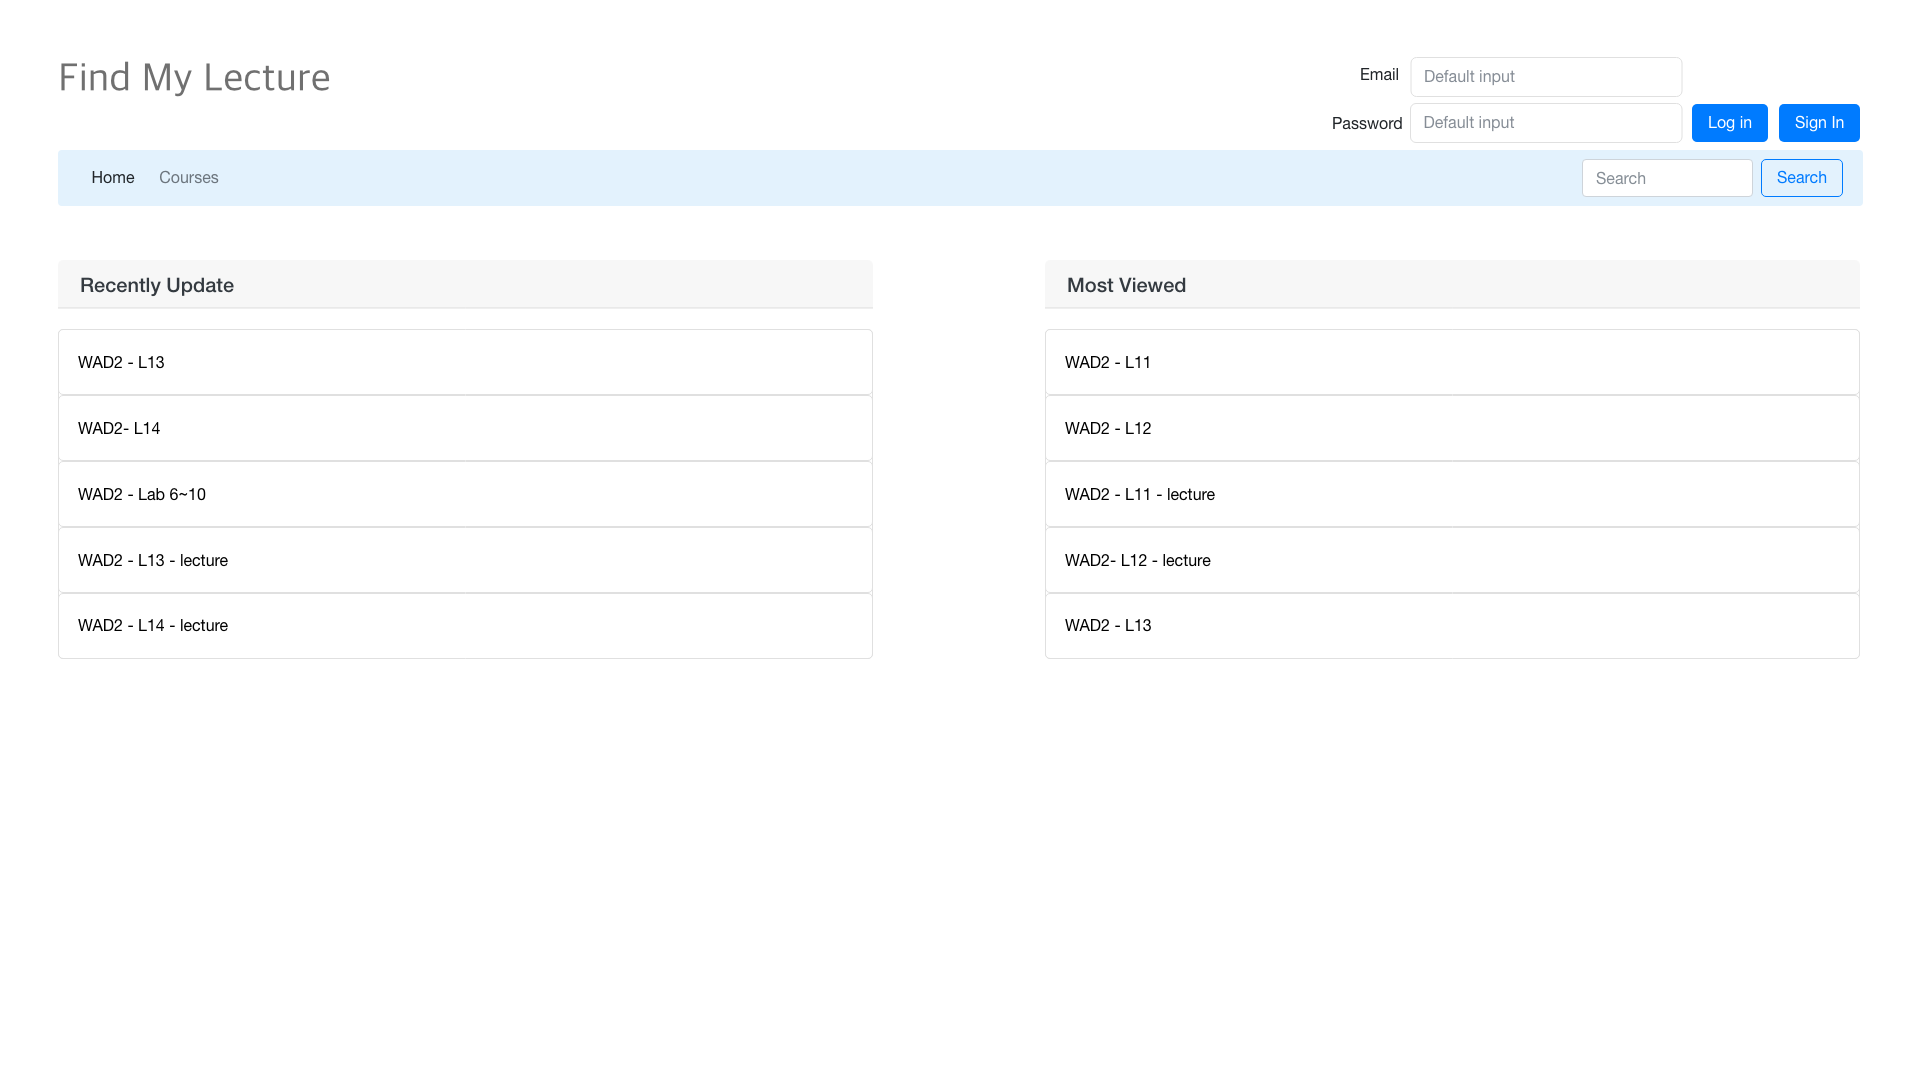 Find My Lecture
Email Default input
Password Default input Log in Sign In
Home Courses Search Search
Recently Update
WAD2 - L13
WAD2- L14
WAD2 - Lab 6~10
WAD2 - L13 - lecture
WAD2 - L14 - lecture
Most Viewed
WAD2 - L11
WAD2 - L12
WAD2 - L11 - lecture
WAD2- L12 - lecture
WAD2 - L13